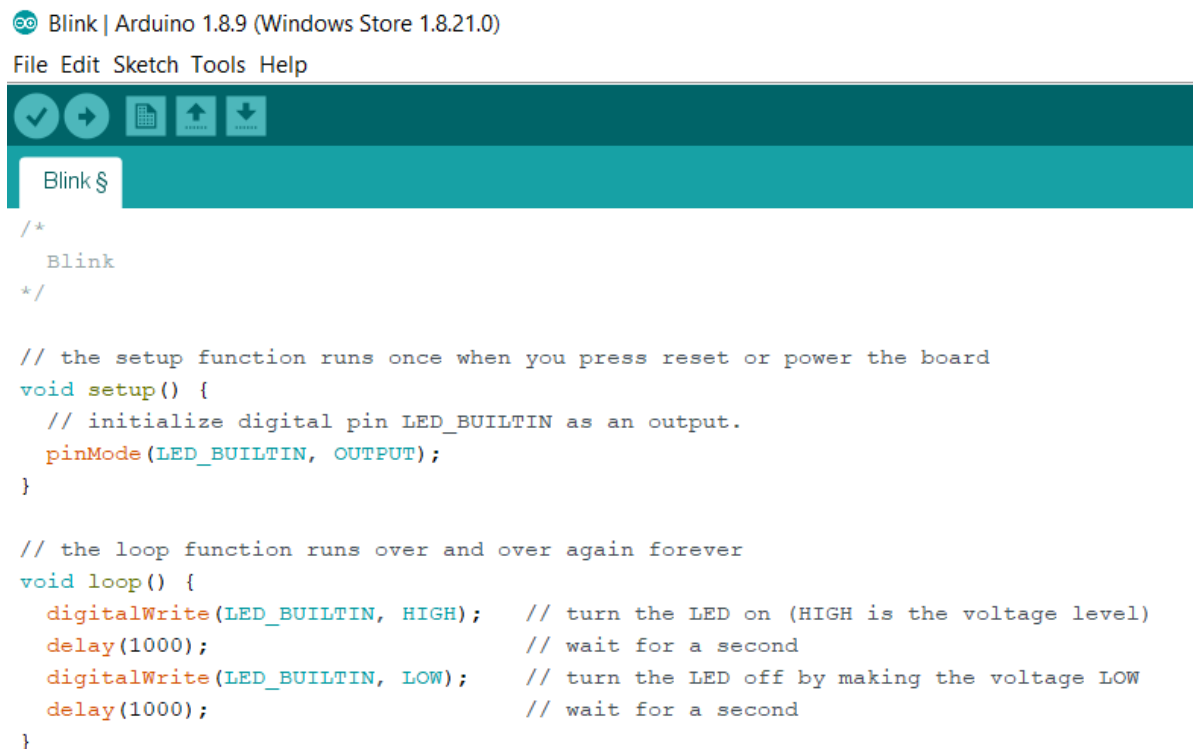 Blink | Arduino 1.8.9 (Windows Store 1.8.21.0)
File Edit Sketch Tools Help
Blink §
/*
  Blink
*/
// the setup function runs once when you press reset or power the board
void setup() {
  // initialize digital pin LED_BUILTIN as an output.
  pinMode(LED_BUILTIN, OUTPUT);
}
// the loop function runs over and over again forever
void loop() {
  digitalWrite(LED_BUILTIN, HIGH);   // turn the LED on (HIGH is the voltage level)
  delay(1000);                       // wait for a second
  digitalWrite(LED_BUILTIN, LOW);    // turn the LED off by making the voltage LOW
  delay(1000);                       // wait for a second
}